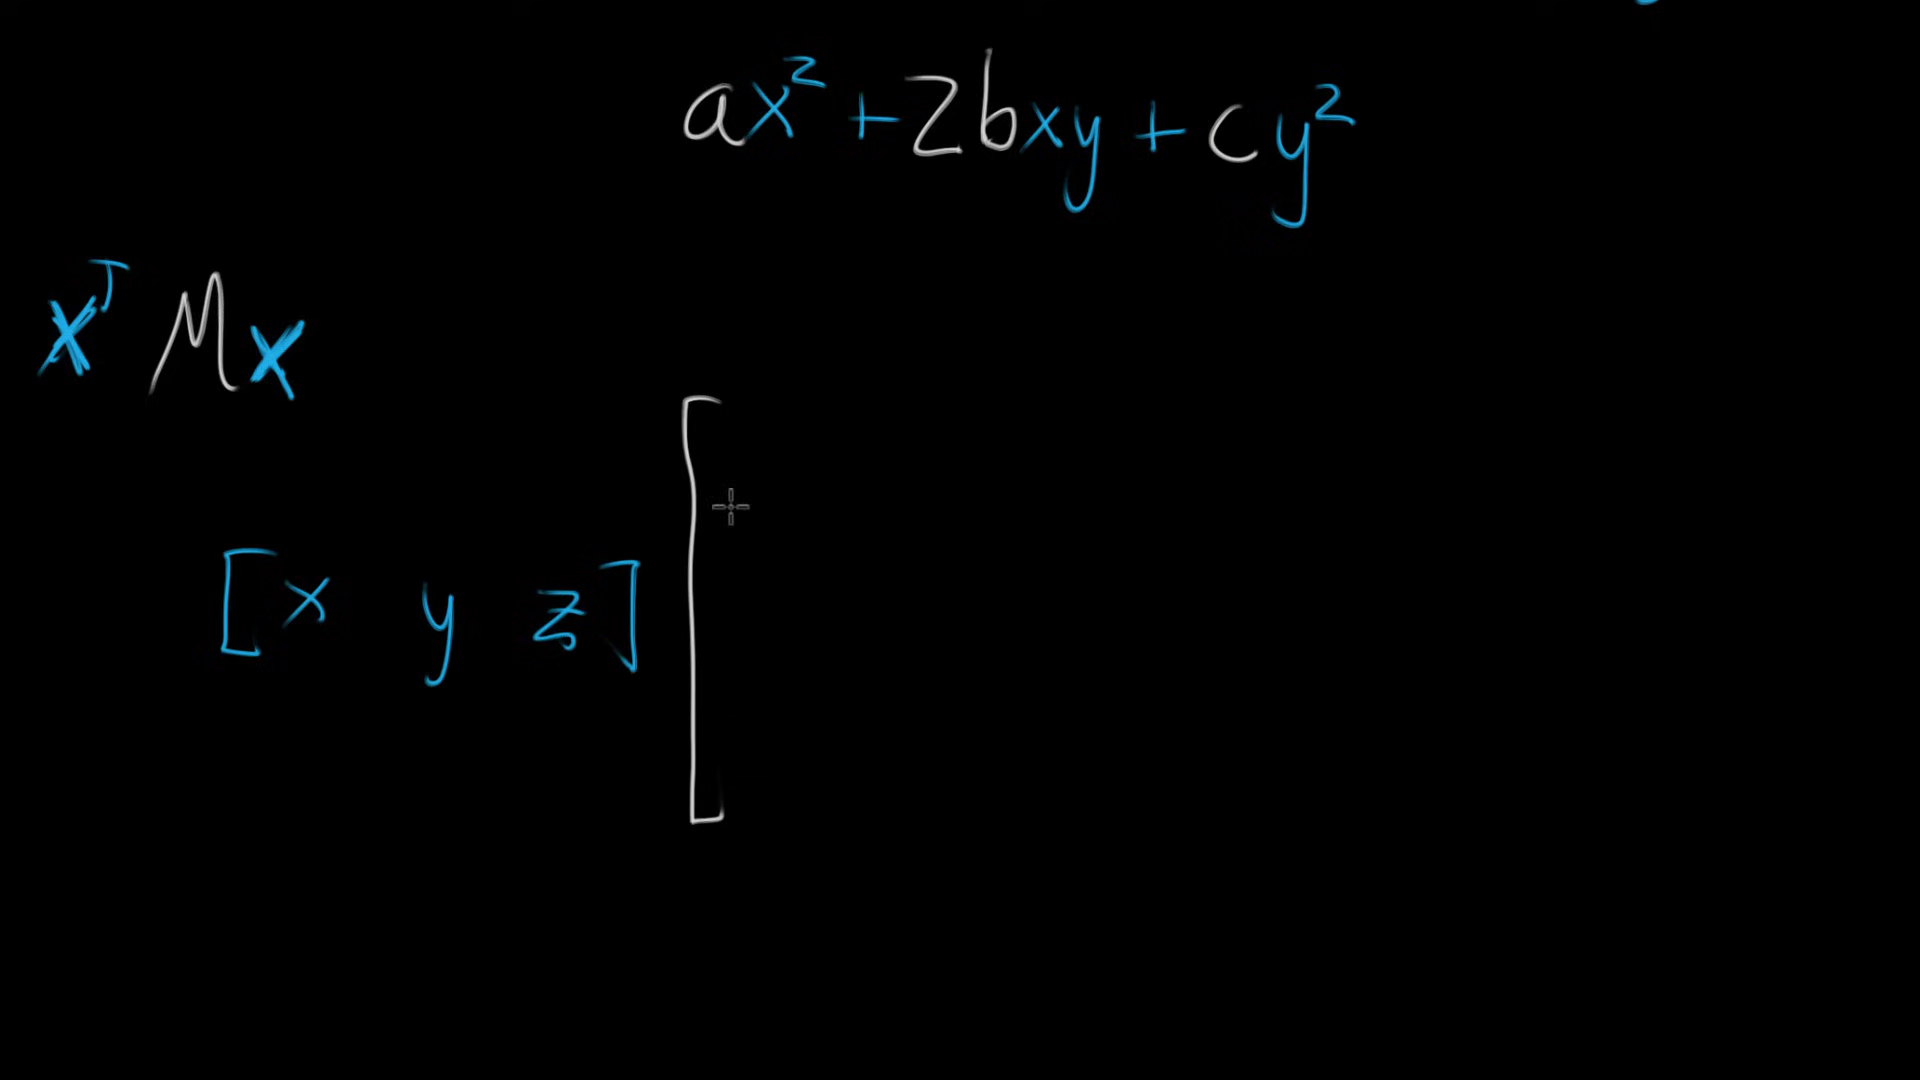 ax² + 2bxy + cy²
xᵀMx
[x y z] [